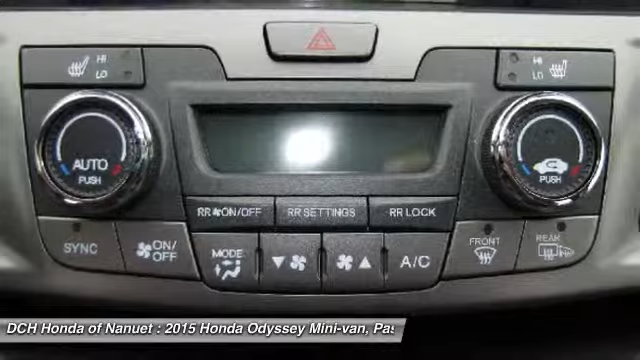 HI
LO
HI
LO
AUTO
PUSH
PUSH
RR ON/OFF
RR SETTINGS
RR LOCK
SYNC
ON/
OFF
MODE
A/C
FRONT
REAR
DCH Honda of Nanuet : 2015 Honda Odyssey Mini-van, Pas